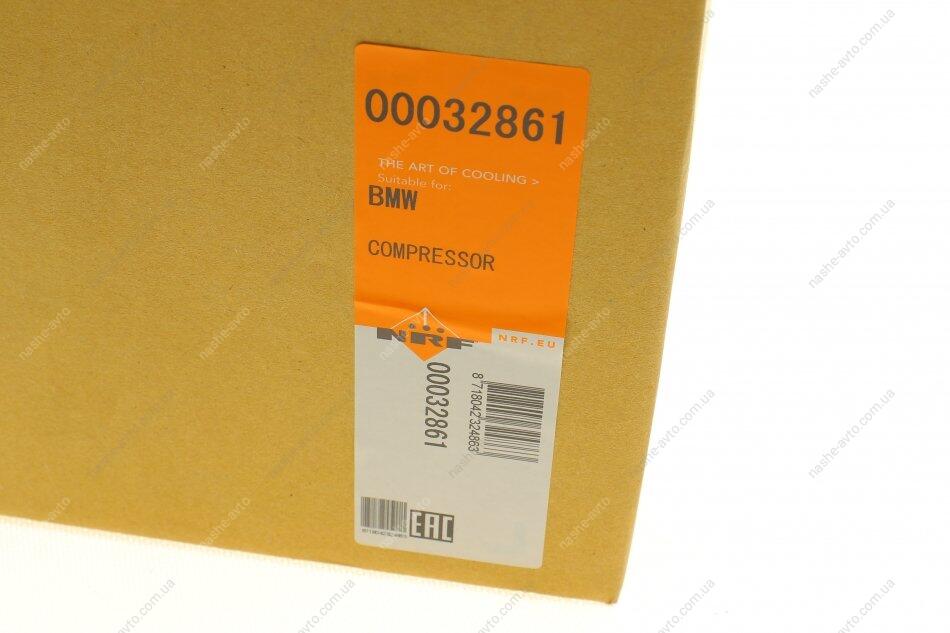 00032861
THE ART OF COOLING >
Suitable for:
BMW
COMPRESSOR
NRF
NRF.EU
00032861
8718042324863
EAC
nashe-avto.com.ua